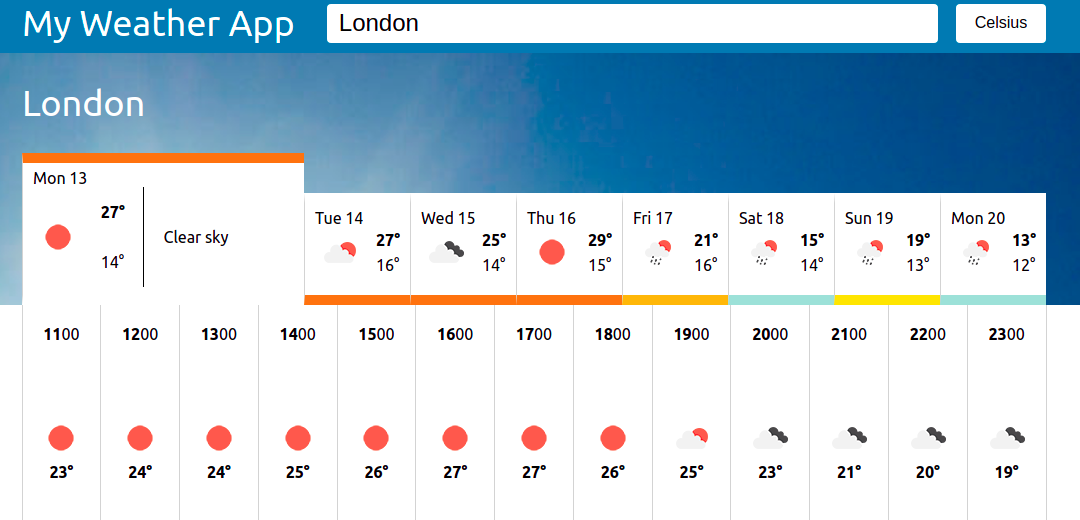 My Weather App London Celsius
London
Mon 13
27°
14°
Clear sky
Tue 14
27°
16°
Wed 15
25°
14°
Thu 16
29°
15°
Fri 17
21°
16°
Sat 18
15°
14°
Sun 19
19°
13°
Mon 20
13°
12°
1100 1200 1300 1400 1500 1600 1700 1800 1900 2000 2100 2200 2300
23° 24° 24° 25° 26° 27° 27° 26° 25° 23° 21° 20° 19°